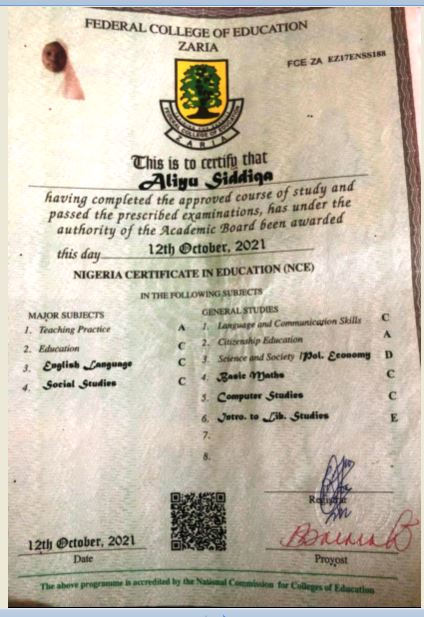 FEDERAL COLLEGE OF EDUCATION
ZARIA
FCE ZA EZ17ENSS188
FEDERAL COLLEGE OF EDUCATION
ZARIA
This is to certify that
Aliyu Siddiqa
having completed the approved course of study and
passed the prescribed examinations, has under the
authority of the Academic Board been awarded
this day 12th October, 2021
NIGERIA CERTIFICATE IN EDUCATION (NCE)
IN THE FOLLOWING SUBJECTS
MAJOR SUBJECTS
1. Teaching Practice A
2. Education C
3. English Language C
4. Social Studies C
GENERAL STUDIES
1. Language and Communication Skills C
2. Citizenship Education A
3. Science and Society /Pol. Economy D
4. Basic Maths C
5. Computer Studies C
6. Intro. to Lib. Studies E
7.
8.
Registrar
12th October, 2021
Date
Provost
The above programme is accredited by the National Commission for Colleges of Education